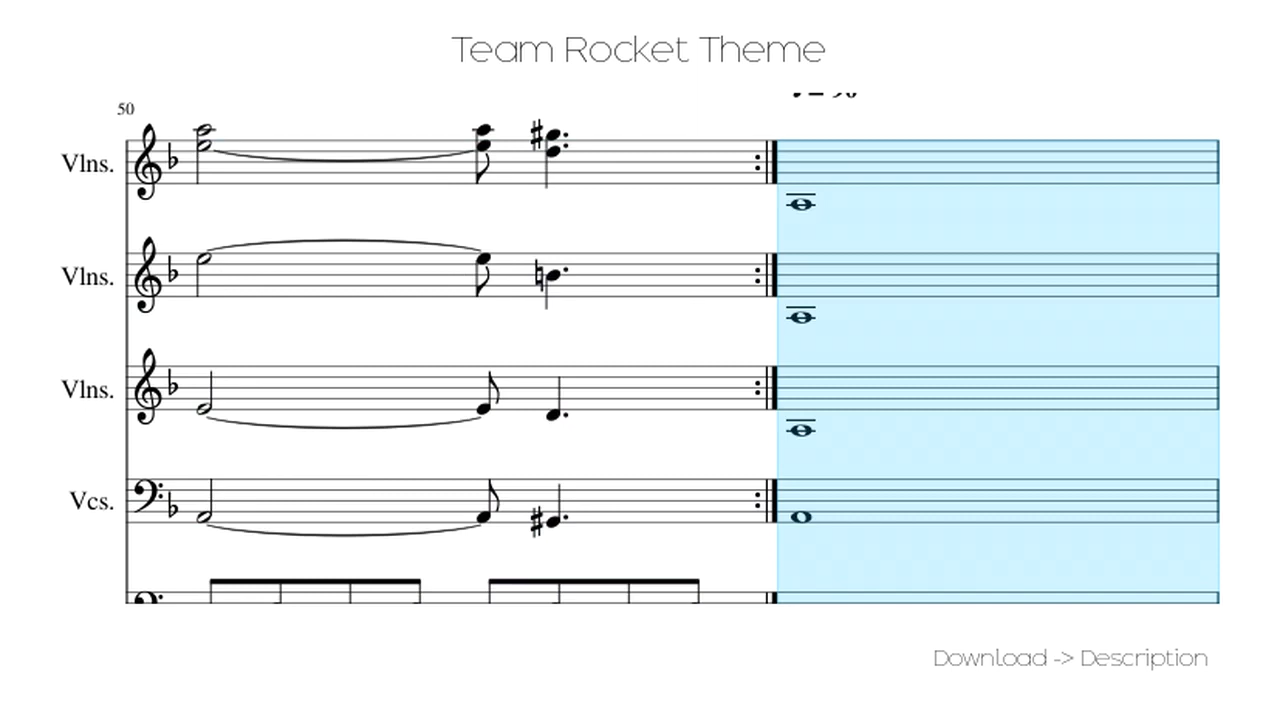 Team Rocket Theme
50
Vlns.
Vlns.
Vlns.
Vcs.
Download -> Description